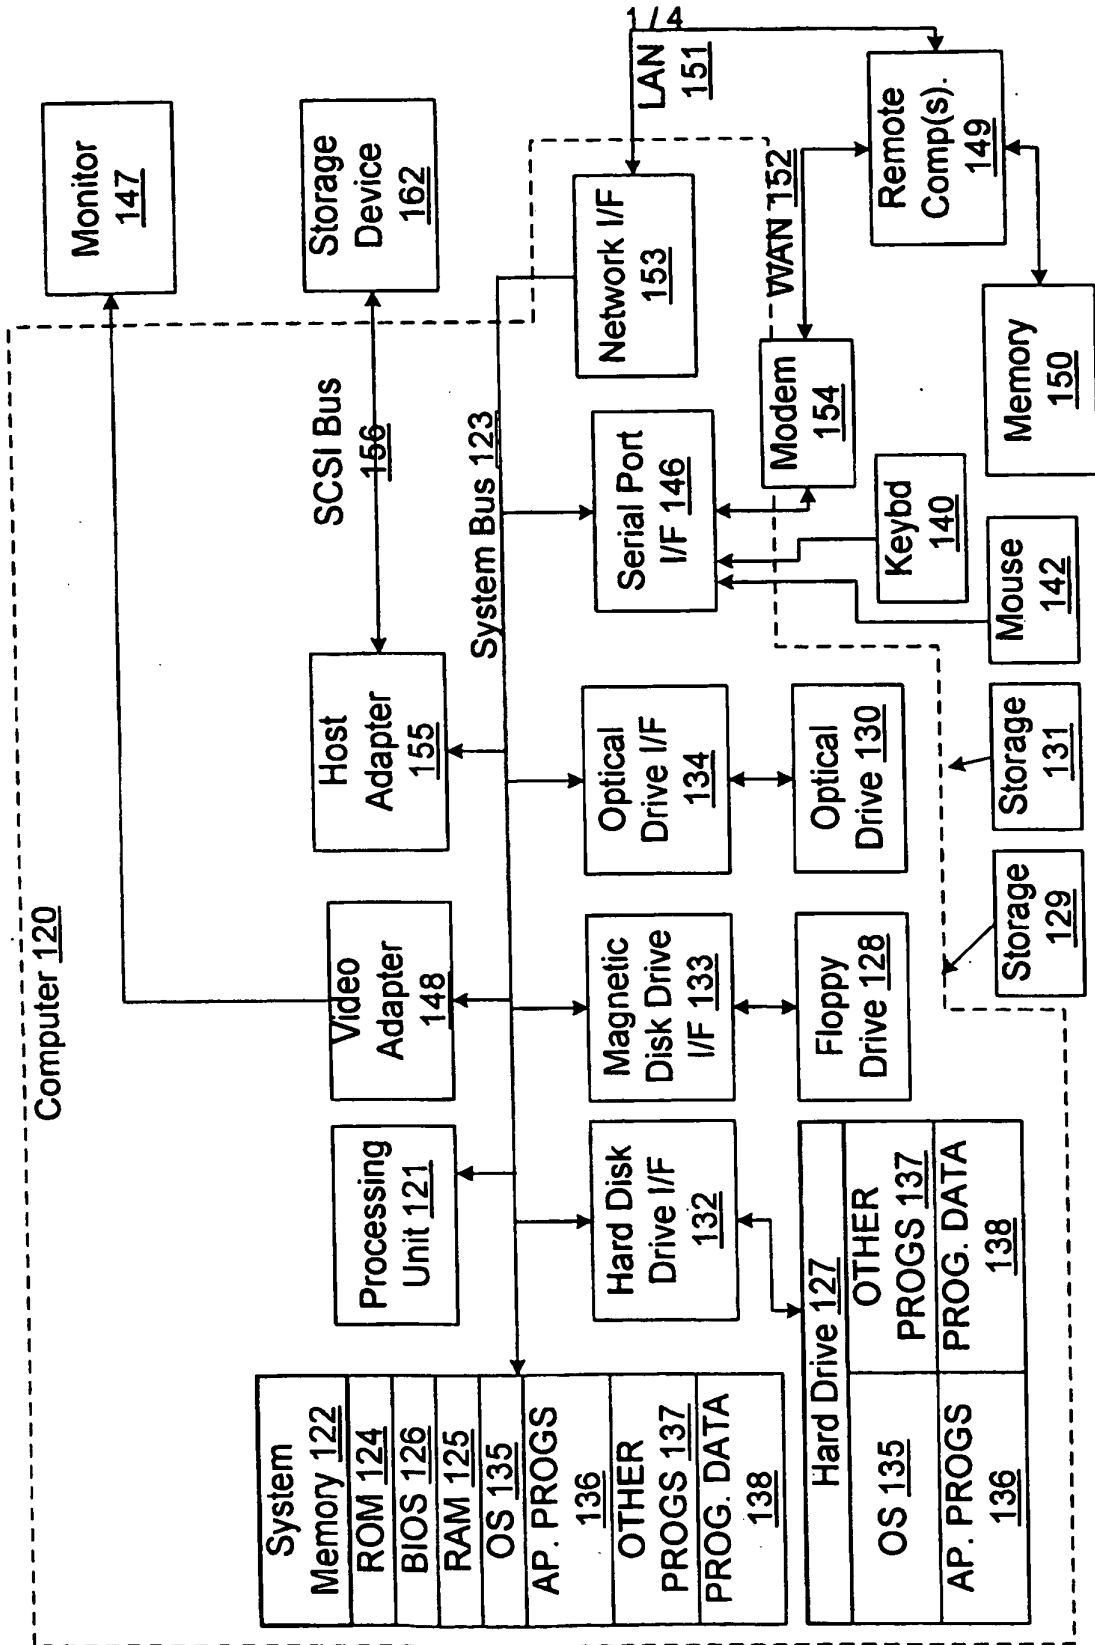 1 / 4
Computer 120
Monitor
147
Storage
Device
162
SCSI Bus
156
Video
Adapter
148
Host
Adapter
155
Processing
Unit 121
System Bus 123
LAN
151
System
Memory 122
ROM 124
BIOS 126
RAM 125
OS 135
AP. PROGS
136
OTHER
PROGS 137
PROG. DATA
138
Hard Disk
Drive I/F
132
Magnetic
Disk Drive
I/F 133
Optical
Drive I/F
134
Serial Port
I/F 146
Network I/F
153
WAN 152
Hard Drive 127
OS 135
OTHER
PROGS 137
AP. PROGS
136
PROG. DATA
138
Floppy
Drive 128
Optical
Drive 130
Modem
154
Remote
Comp(s).
149
Keybd
140
Storage
129
Storage
131
Mouse
142
Memory
150